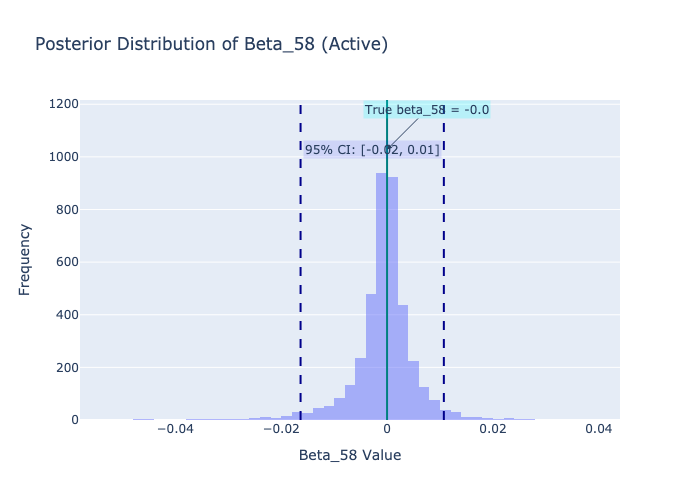 Posterior Distribution of Beta_58 (Active)
1200
True beta_58 = -0.0
95% CI: [-0.02, 0.01]
1000
800
600
400
200
0
Frequency
−0.04
−0.02
0
0.02
0.04
Beta_58 Value